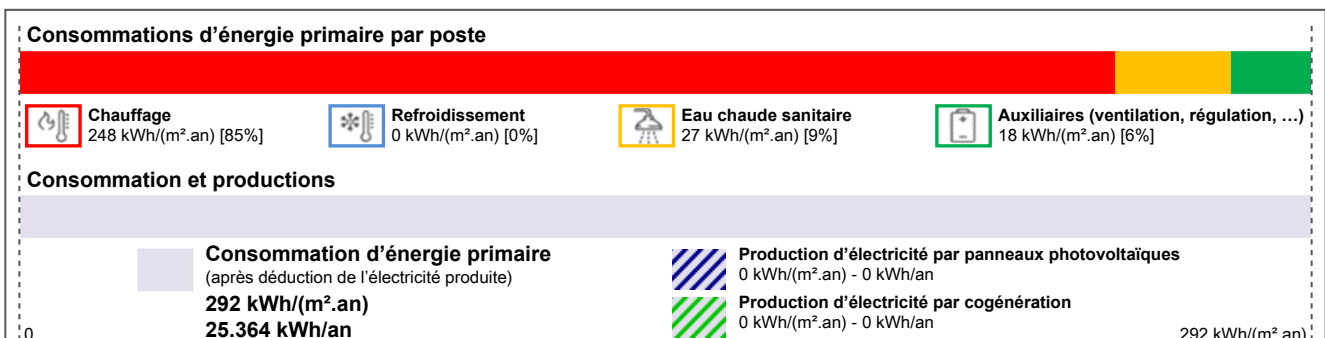 Consommations d'énergie primaire par poste
Chauffage
248 kWh/(m².an) [85%]
Refroidissement
0 kWh/(m².an) [0%]
Eau chaude sanitaire
27 kWh/(m².an) [9%]
Auxiliaires (ventilation, régulation, …)
18 kWh/(m².an) [6%]
Consommation et productions
Consommation d'énergie primaire
(après déduction de l'électricité produite)
292 kWh/(m².an)
25.364 kWh/an
Production d'électricité par panneaux photovoltaïques
0 kWh/(m².an) - 0 kWh/an
Production d'électricité par cogénération
0 kWh/(m².an) - 0 kWh/an
0
292 kWh/(m².an)